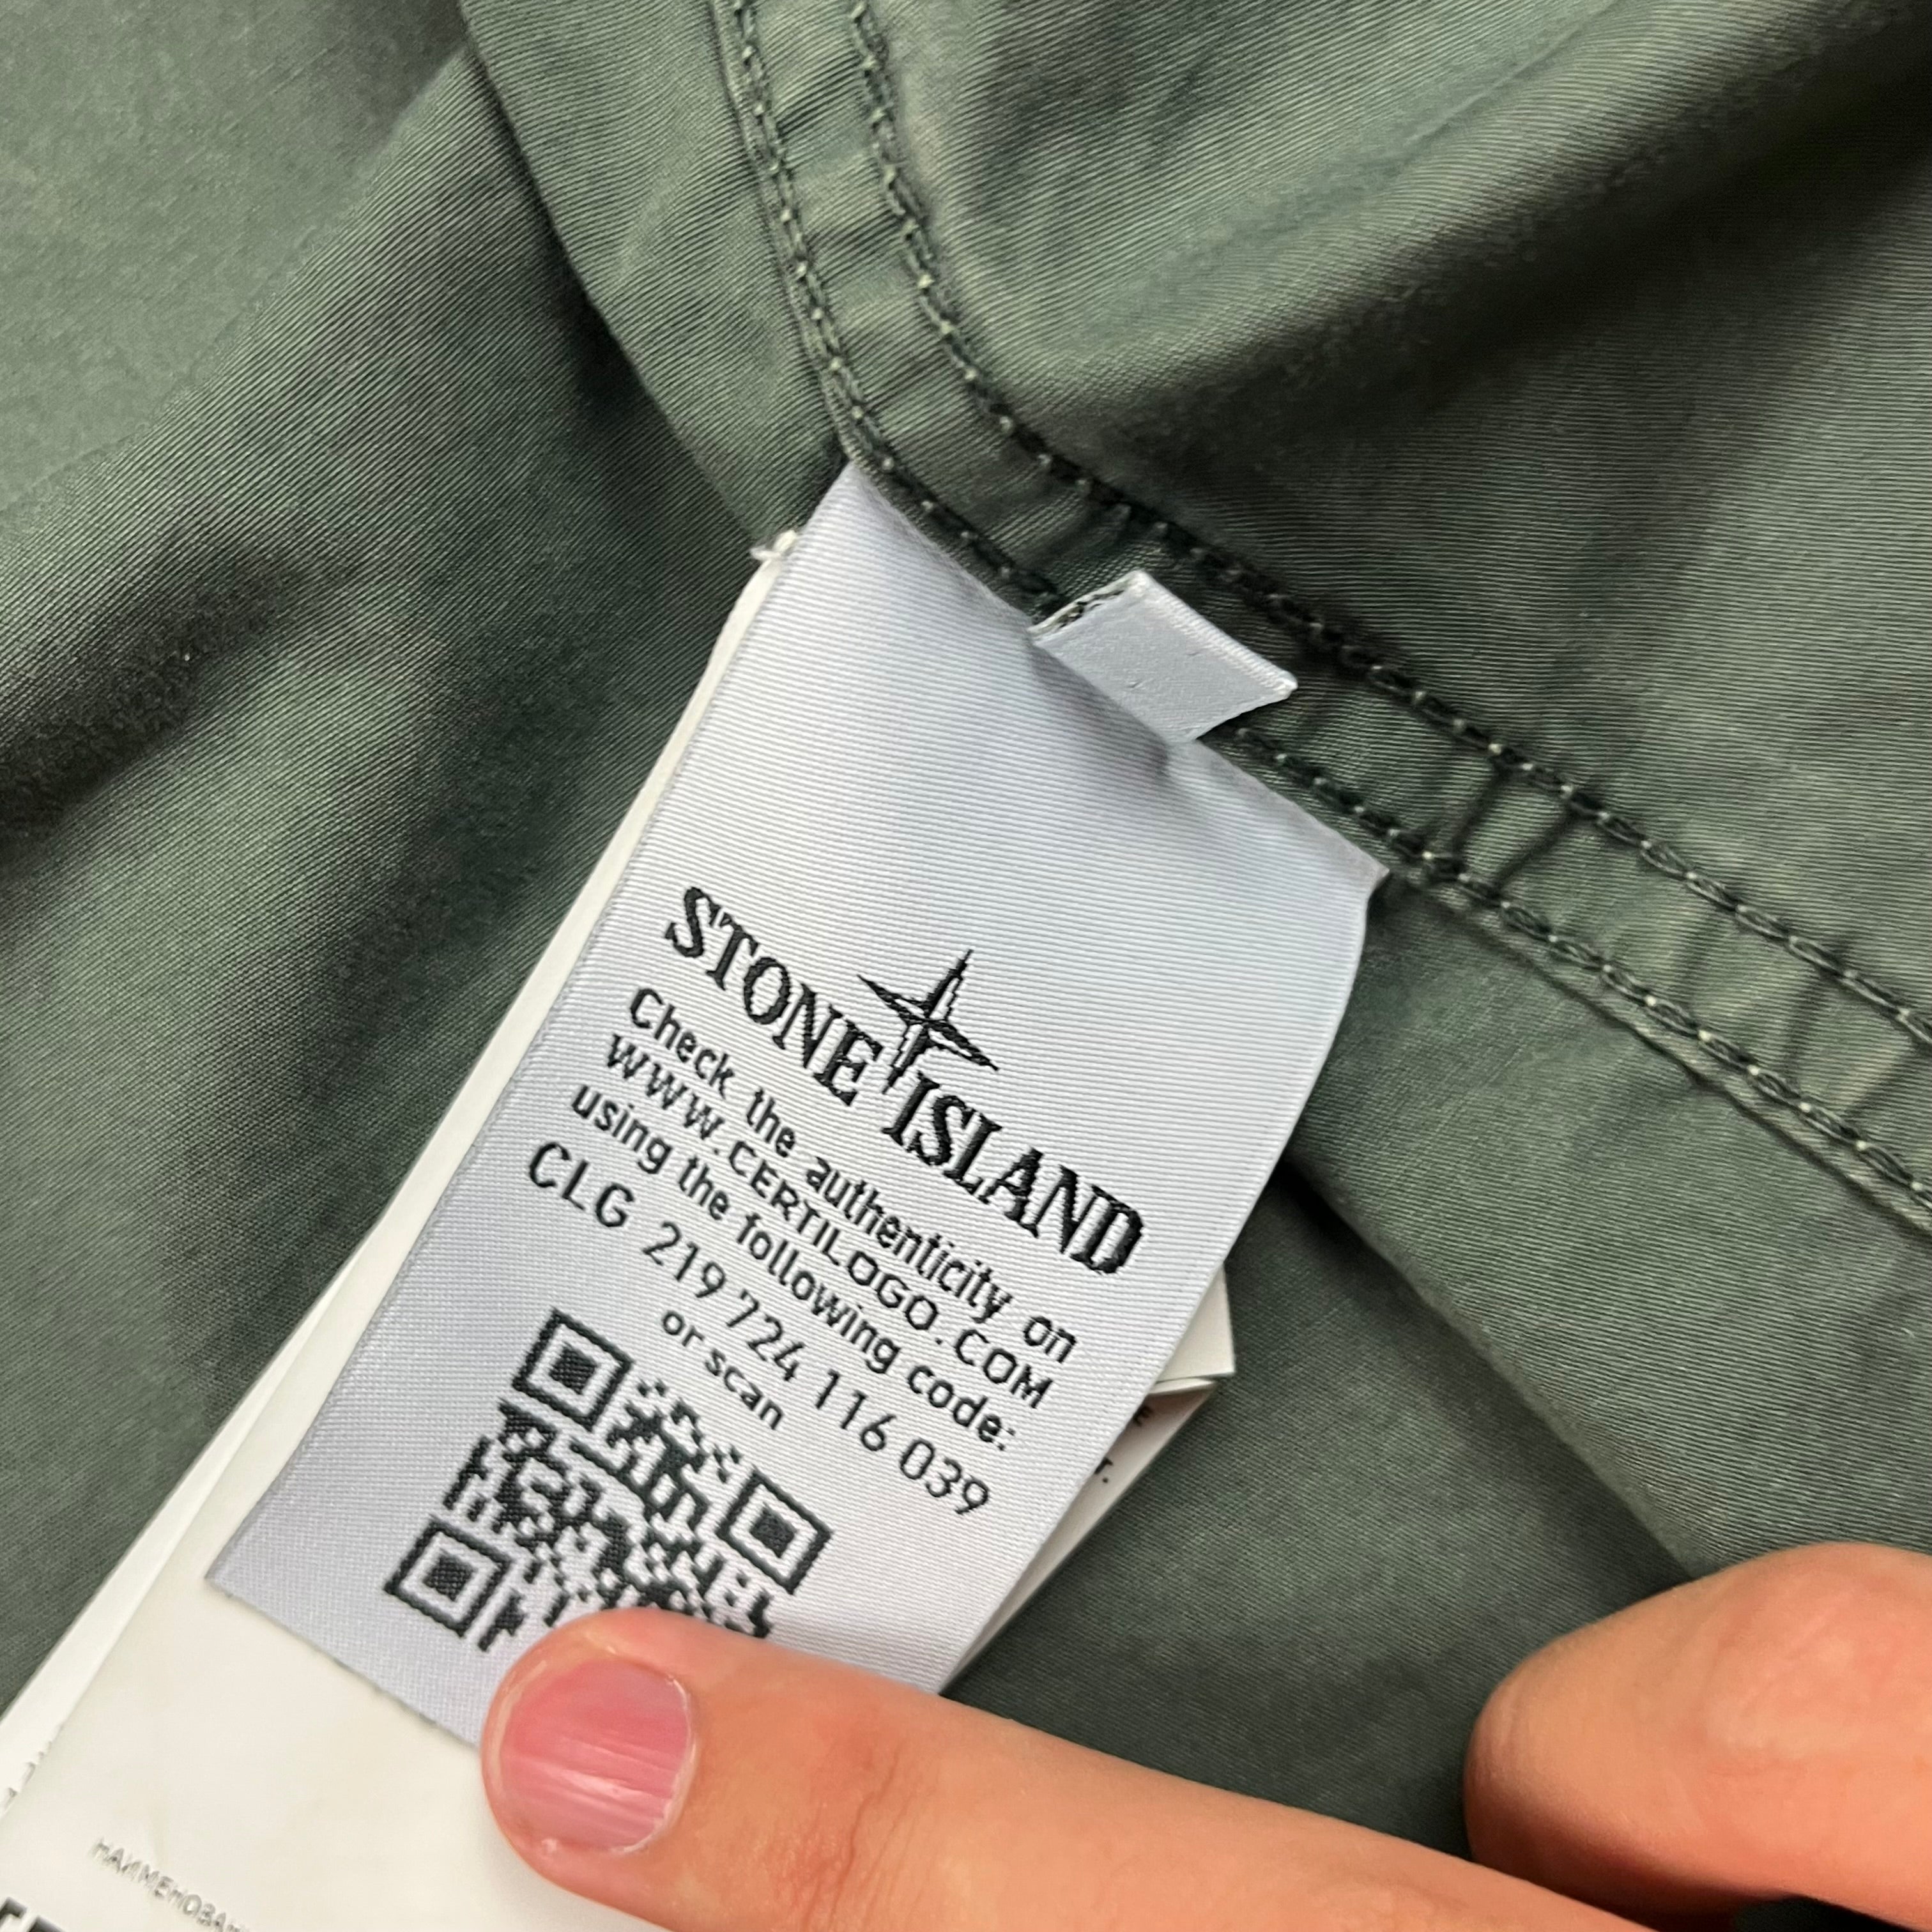 STONE ISLAND
Check the authenticity on
WWW.CERTILOGO.COM
using the following code:
CLG 219 724 116 039
or scan
E
T.